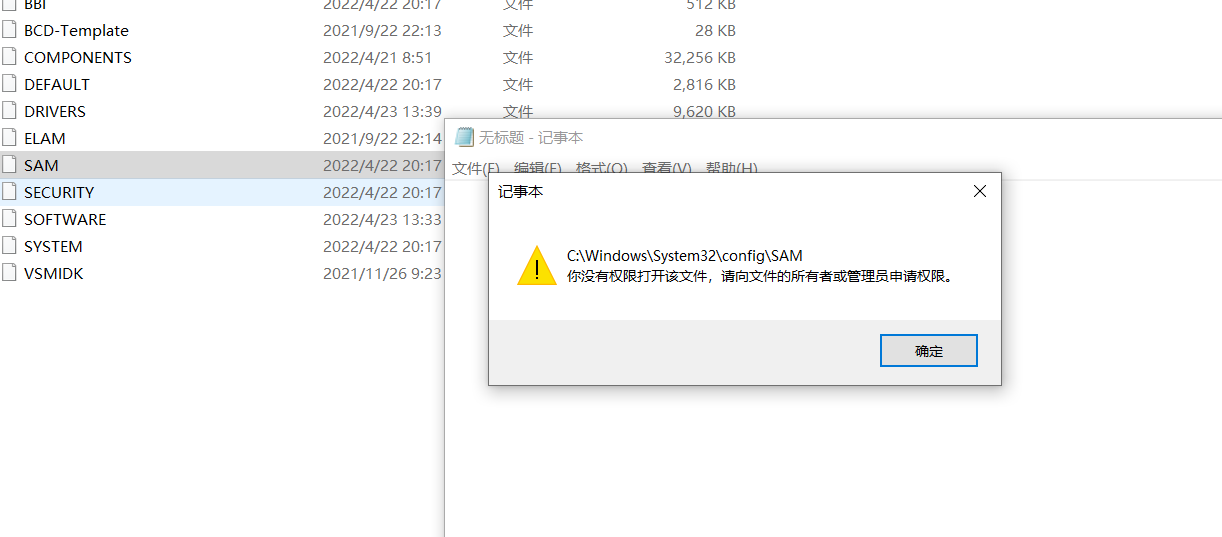 BBI 2022/4/22 20:17 文件 512 KB
BCD-Template 2021/9/22 22:13 文件 28 KB
COMPONENTS 2022/4/21 8:51 文件 32,256 KB
DEFAULT 2022/4/22 20:17 文件 2,816 KB
DRIVERS 2022/4/23 13:39 文件 9,620 KB
ELAM 2021/9/22 22:14
SAM 2022/4/22 20:17
SECURITY 2022/4/22 20:17
SOFTWARE 2022/4/23 13:33
SYSTEM 2022/4/22 20:17
VSMIDK 2021/11/26 9:23
无标题 - 记事本
文件(F) 编辑(E) 格式(O) 查看(V) 帮助(H)
记事本
C:\Windows\System32\config\SAM
你没有权限打开该文件，请向文件的所有者或管理员申请权限。
确定